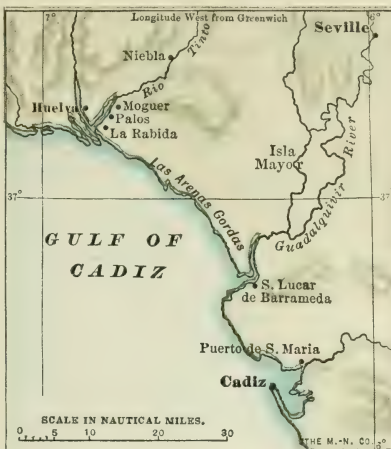 7°
Longitude West from Greenwich
6°
Seville
Niebla
Rio Tinto
Huelva
Moguer
Palos
La Rabida
Isla
Mayor
Guadalquivir River
Las Arenas Gordas
37°
37°
GULF OF
CADIZ
S. Lucar
de Barrameda
Puerto de S. Maria
Cadiz
SCALE IN NAUTICAL MILES.
0 5 10 20 30
THE M.-N. CO.
6°